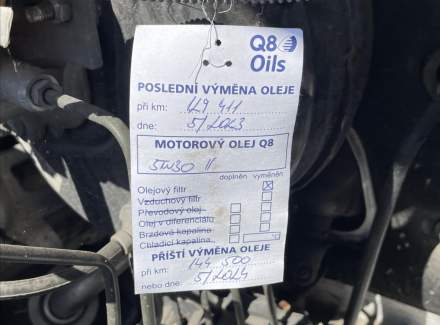 Q8
Oils
POSLEDNÍ VÝMĚNA OLEJE
při km: 129 411
dne: 5/2023
MOTOROVÝ OLEJ Q8
5W30 II
doplněn vyměněn
Olejový filtr
Vzduchový filtr
Převodový olej
Olej v diferenciálu
Brzdová kapalina
Chladicí kapalina °C
PŘÍŠTÍ VÝMĚNA OLEJE
při km: 144 500
nebo dne: 5/2024